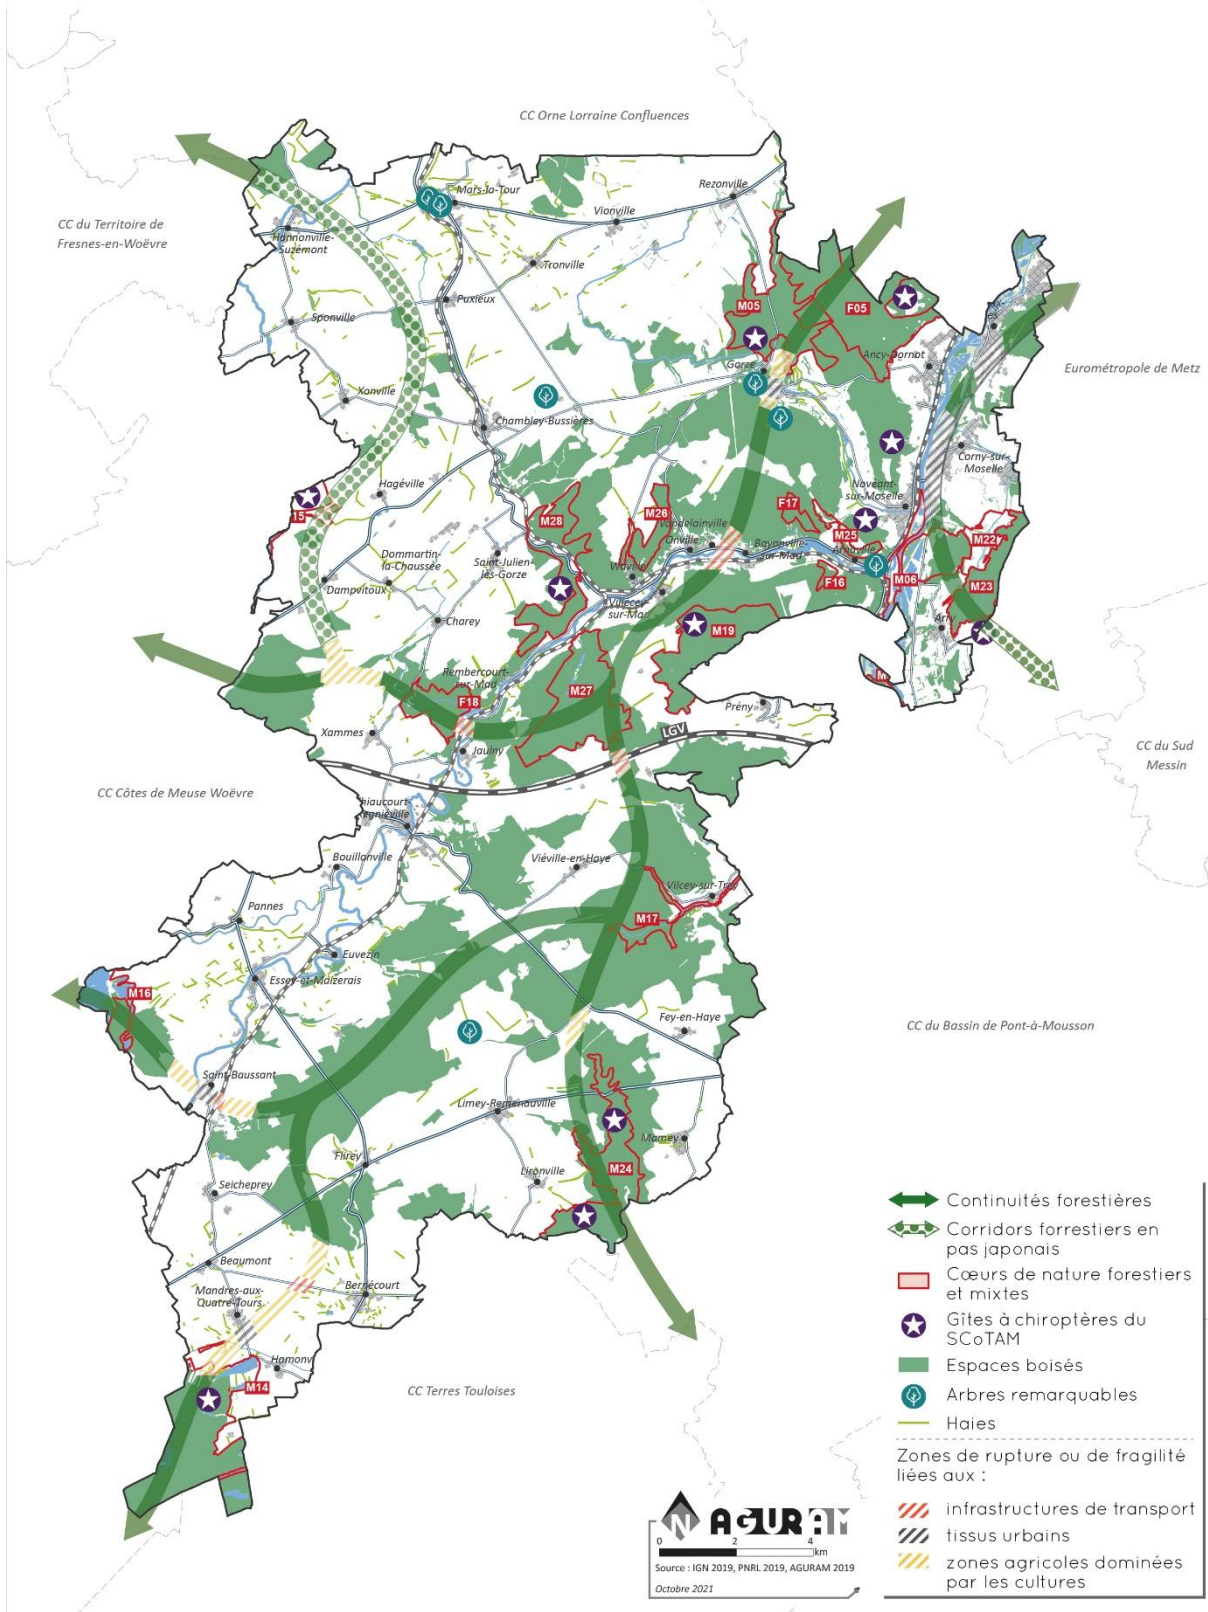 CC Orne Lorraine Confluences
CC du Territoire de
Fresnes-en-Woëvre
Mars-la-Tour
Rezonville
Vionville
Hannonville-
Suzémont
Tronville
Puxieux
Sponville
M05
F05
Gorze
Ancy-Dornot
Eurométropole de Metz
Xonville
Chambley-Bussières
Corny-sur-
Moselle
Hagéville
15
M28
M26
F17
Novéant-
sur-Moselle
Vandelainville
Onville
Bayonville-
sur-Mad
M25
Arnaville
M22
Dommartin-
la-Chaussée
Saint-Julien-
lès-Gorze
Waville
F16
M06
M23
Dampvitoux
Villecey-
sur-Mad
Charey
M19
Arry
Rembercourt-
sur-Mad
M27
F18
Prény
Xammes
Jaulny
LGV
CC du Sud
Messin
CC Côtes de Meuse Woëvre
hiaucourt-
egniéville
Bouillonville
Viéville-en-Haye
Vilcey-sur-Trey
Pannes
M17
Euvezin
Essey-et-Maizerais
M16
Fey-en-Haye
CC du Bassin de Pont-à-Mousson
Saint-Baussant
Limey-Remenauville
Mamey
Flirey
Lironville
M24
Seicheprey
Beaumont
Mandres-aux-
Quatre-Tours
Bernécourt
Hamonv
M14
CC Terres Touloises
Continuités forestières
Corridors forrestiers en
pas japonais
Cœurs de nature forestiers
et mixtes
Gîtes à chiroptères du
SCoTAM
Espaces boisés
Arbres remarquables
Haies
Zones de rupture ou de fragilité
liées aux :
infrastructures de transport
tissus urbains
zones agricoles dominées
par les cultures
N AGURAM
0 2 4
km
Source : IGN 2019, PNRL 2019, AGURAM 2019
Octobre 2021